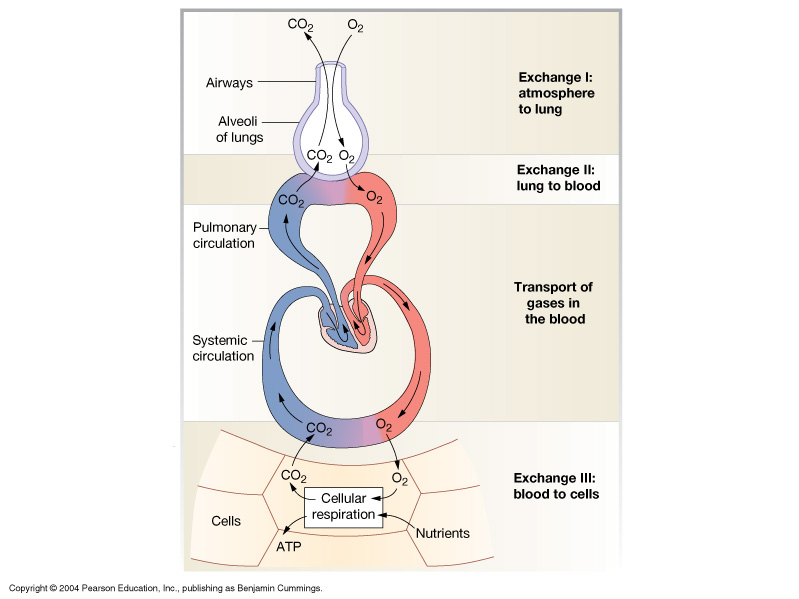 CO2
O2
Airways
Exchange I:
atmosphere
to lung
Alveoli
of lungs
CO2
O2
Exchange II:
lung to blood
CO2
O2
Pulmonary
circulation
Transport of
gases in
the blood
Systemic
circulation
CO2
O2
CO2
O2
Exchange III:
blood to cells
Cellular
respiration
Cells
Nutrients
ATP
Copyright © 2004 Pearson Education, Inc., publishing as Benjamin Cummings.